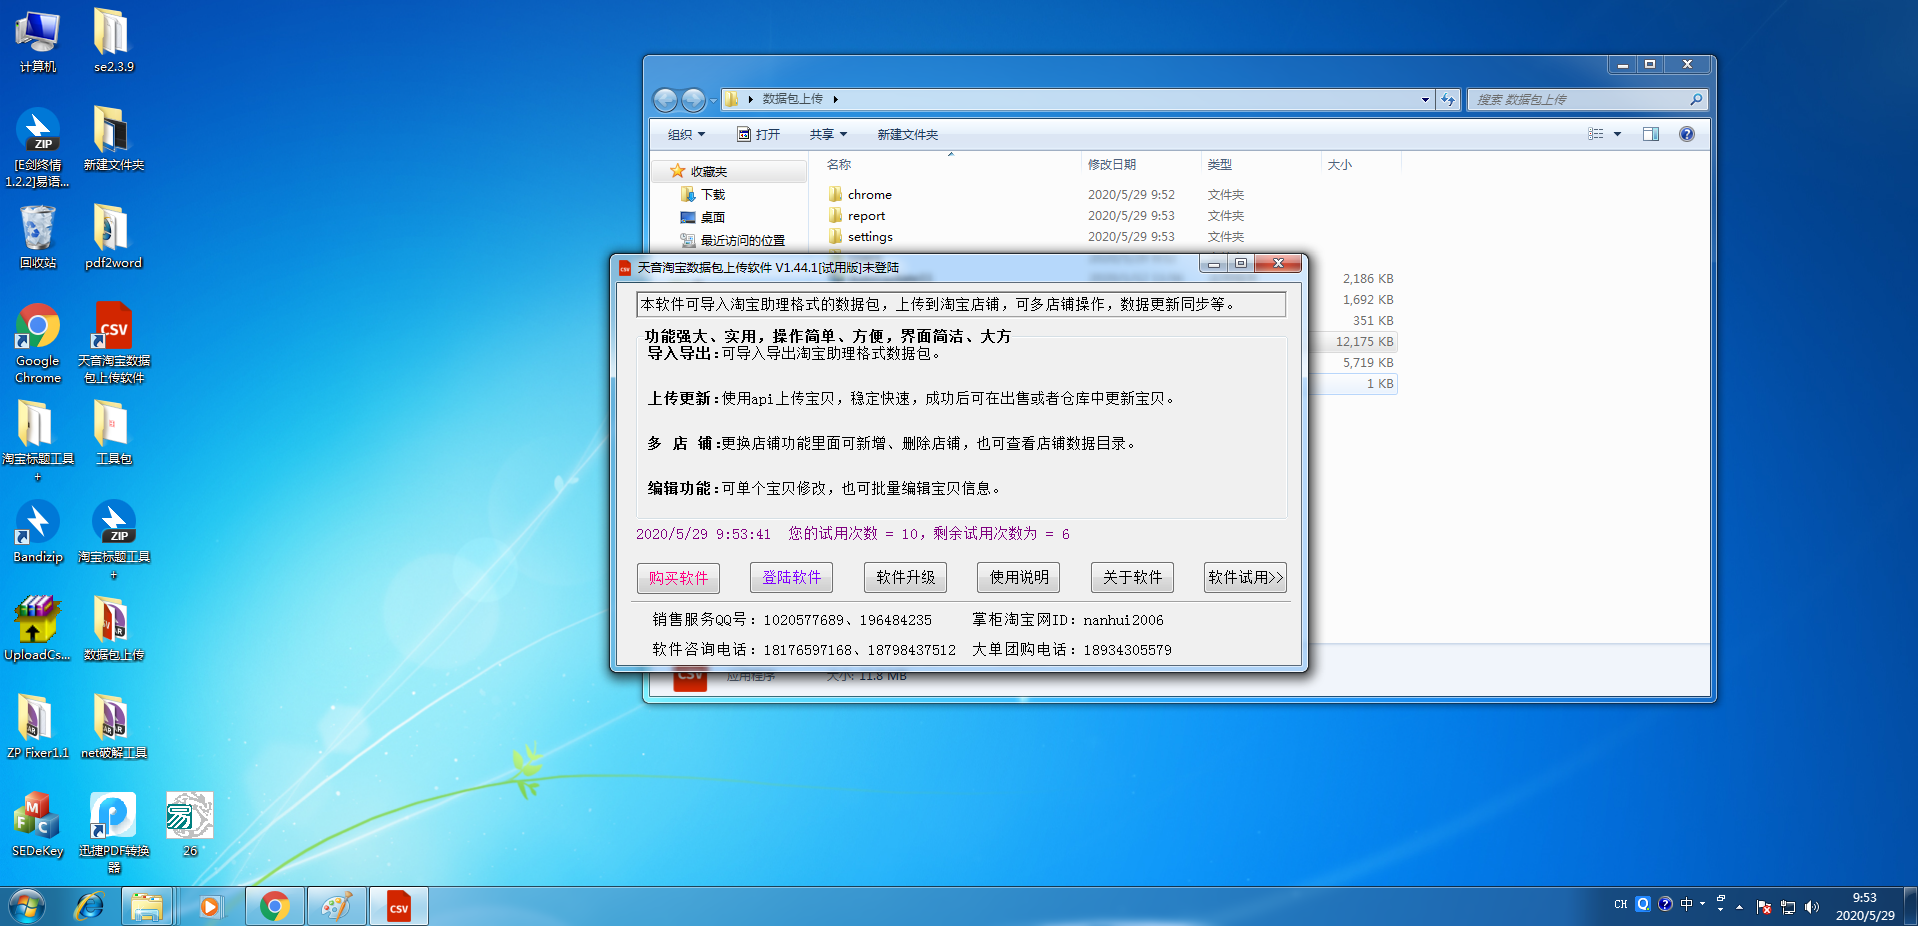 计算机
se2.3.9
[E剑终情
1.2.2]易语...
新建文件夹
回收站
pdf2word
Google
Chrome
天音淘宝数据
包上传软件
淘宝标题工具
+
工具包
Bandizip
淘宝标题工具
+
UploadCs...
数据包上传
ZP Fixer1.1
net破解工具
SEDeKey
迅捷PDF转换
器
26
数据包上传
搜索 数据包上传
组织 打开 共享 新建文件夹
名称 修改日期 类型 大小
收藏夹
下载
桌面
最近访问的位置
chrome 2020/5/29 9:52 文件夹
report 2020/5/29 9:53 文件夹
settings 2020/5/29 9:53 文件夹
2,186 KB
1,692 KB
351 KB
12,175 KB
5,719 KB
1 KB
天音淘宝数据包上传软件 V1.44.1[试用版]未登陆
本软件可导入淘宝助理格式的数据包，上传到淘宝店铺，可多店铺操作，数据更新同步等。
功能强大、实用，操作简单、方便，界面简洁、大方
导入导出:可导入导出淘宝助理格式数据包。
上传更新:使用api上传宝贝，稳定快速，成功后可在出售或者仓库中更新宝贝。
多 店 铺:更换店铺功能里面可新增、删除店铺，也可查看店铺数据目录。
编辑功能:可单个宝贝修改，也可批量编辑宝贝信息。
2020/5/29 9:53:41 您的试用次数 = 10，剩余试用次数为 = 6
购买软件 登陆软件 软件升级 使用说明 关于软件 软件试用>>
销售服务QQ号：1020577689、196484235 掌柜淘宝网ID：nanhui2006
软件咨询电话：18176597168、18798437512 大单团购电话：18934305579
应用程序 大小: 11.8 MB
CH 中
9:53
2020/5/29